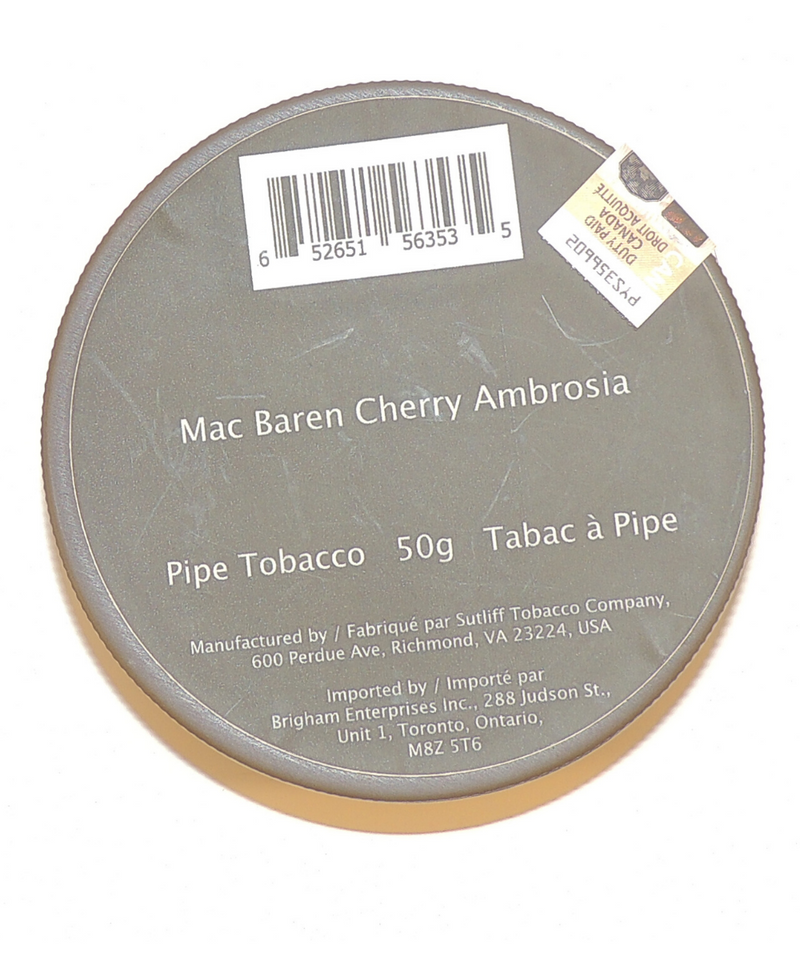 6 52651 56353 5
DUTY PAID
CANADA
DROIT ACQUITTÉ
Mac Baren Cherry Ambrosia
Pipe Tobacco 50g Tabac à Pipe
Manufactured by / Fabriqué par Sutliff Tobacco Company,
600 Perdue Ave, Richmond, VA 23224, USA
Imported by / Importé par
Brigham Enterprises Inc., 288 Judson St.,
Unit 1, Toronto, Ontario,
M8Z 5T6